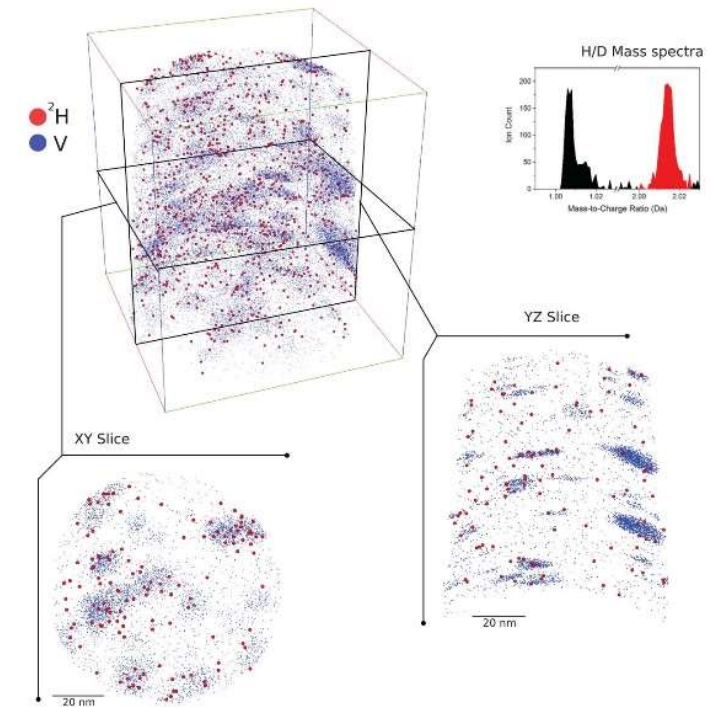 H/D Mass spectra
²H
V
Ion Count
200
150
100
50
0
1.00 1.02 2.00 2.02
Mass-to-Charge Ratio (Da)
YZ Slice
XY Slice
20 nm
20 nm